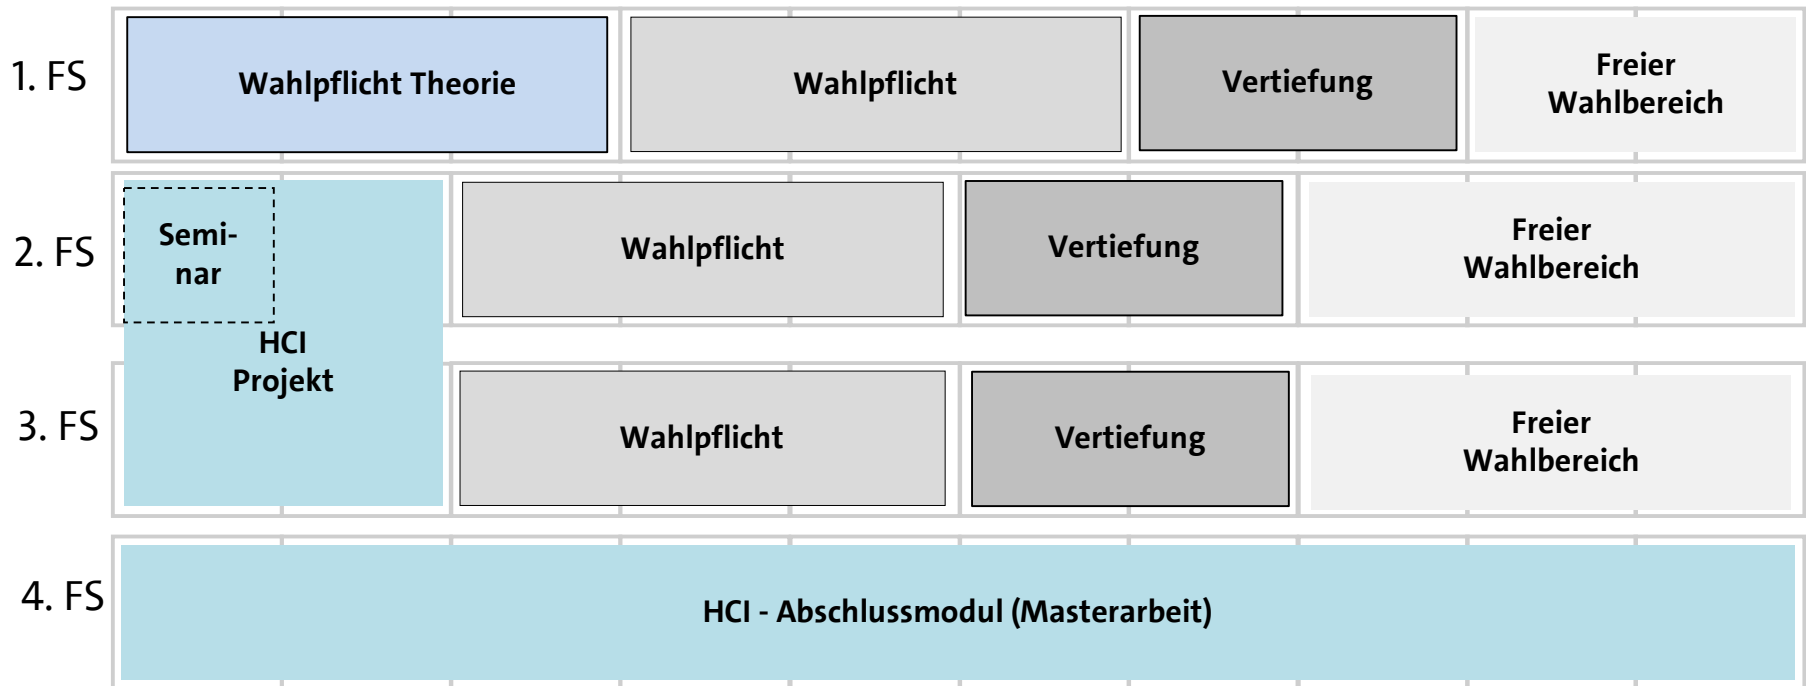 1. FS
Wahlpflicht Theorie
Wahlpflicht
Vertiefung
Freier
Wahlbereich
2. FS
Semi-
nar
Wahlpflicht
Vertiefung
Freier
Wahlbereich
HCI
Projekt
3. FS
Wahlpflicht
Vertiefung
Freier
Wahlbereich
4. FS
HCI - Abschlussmodul (Masterarbeit)